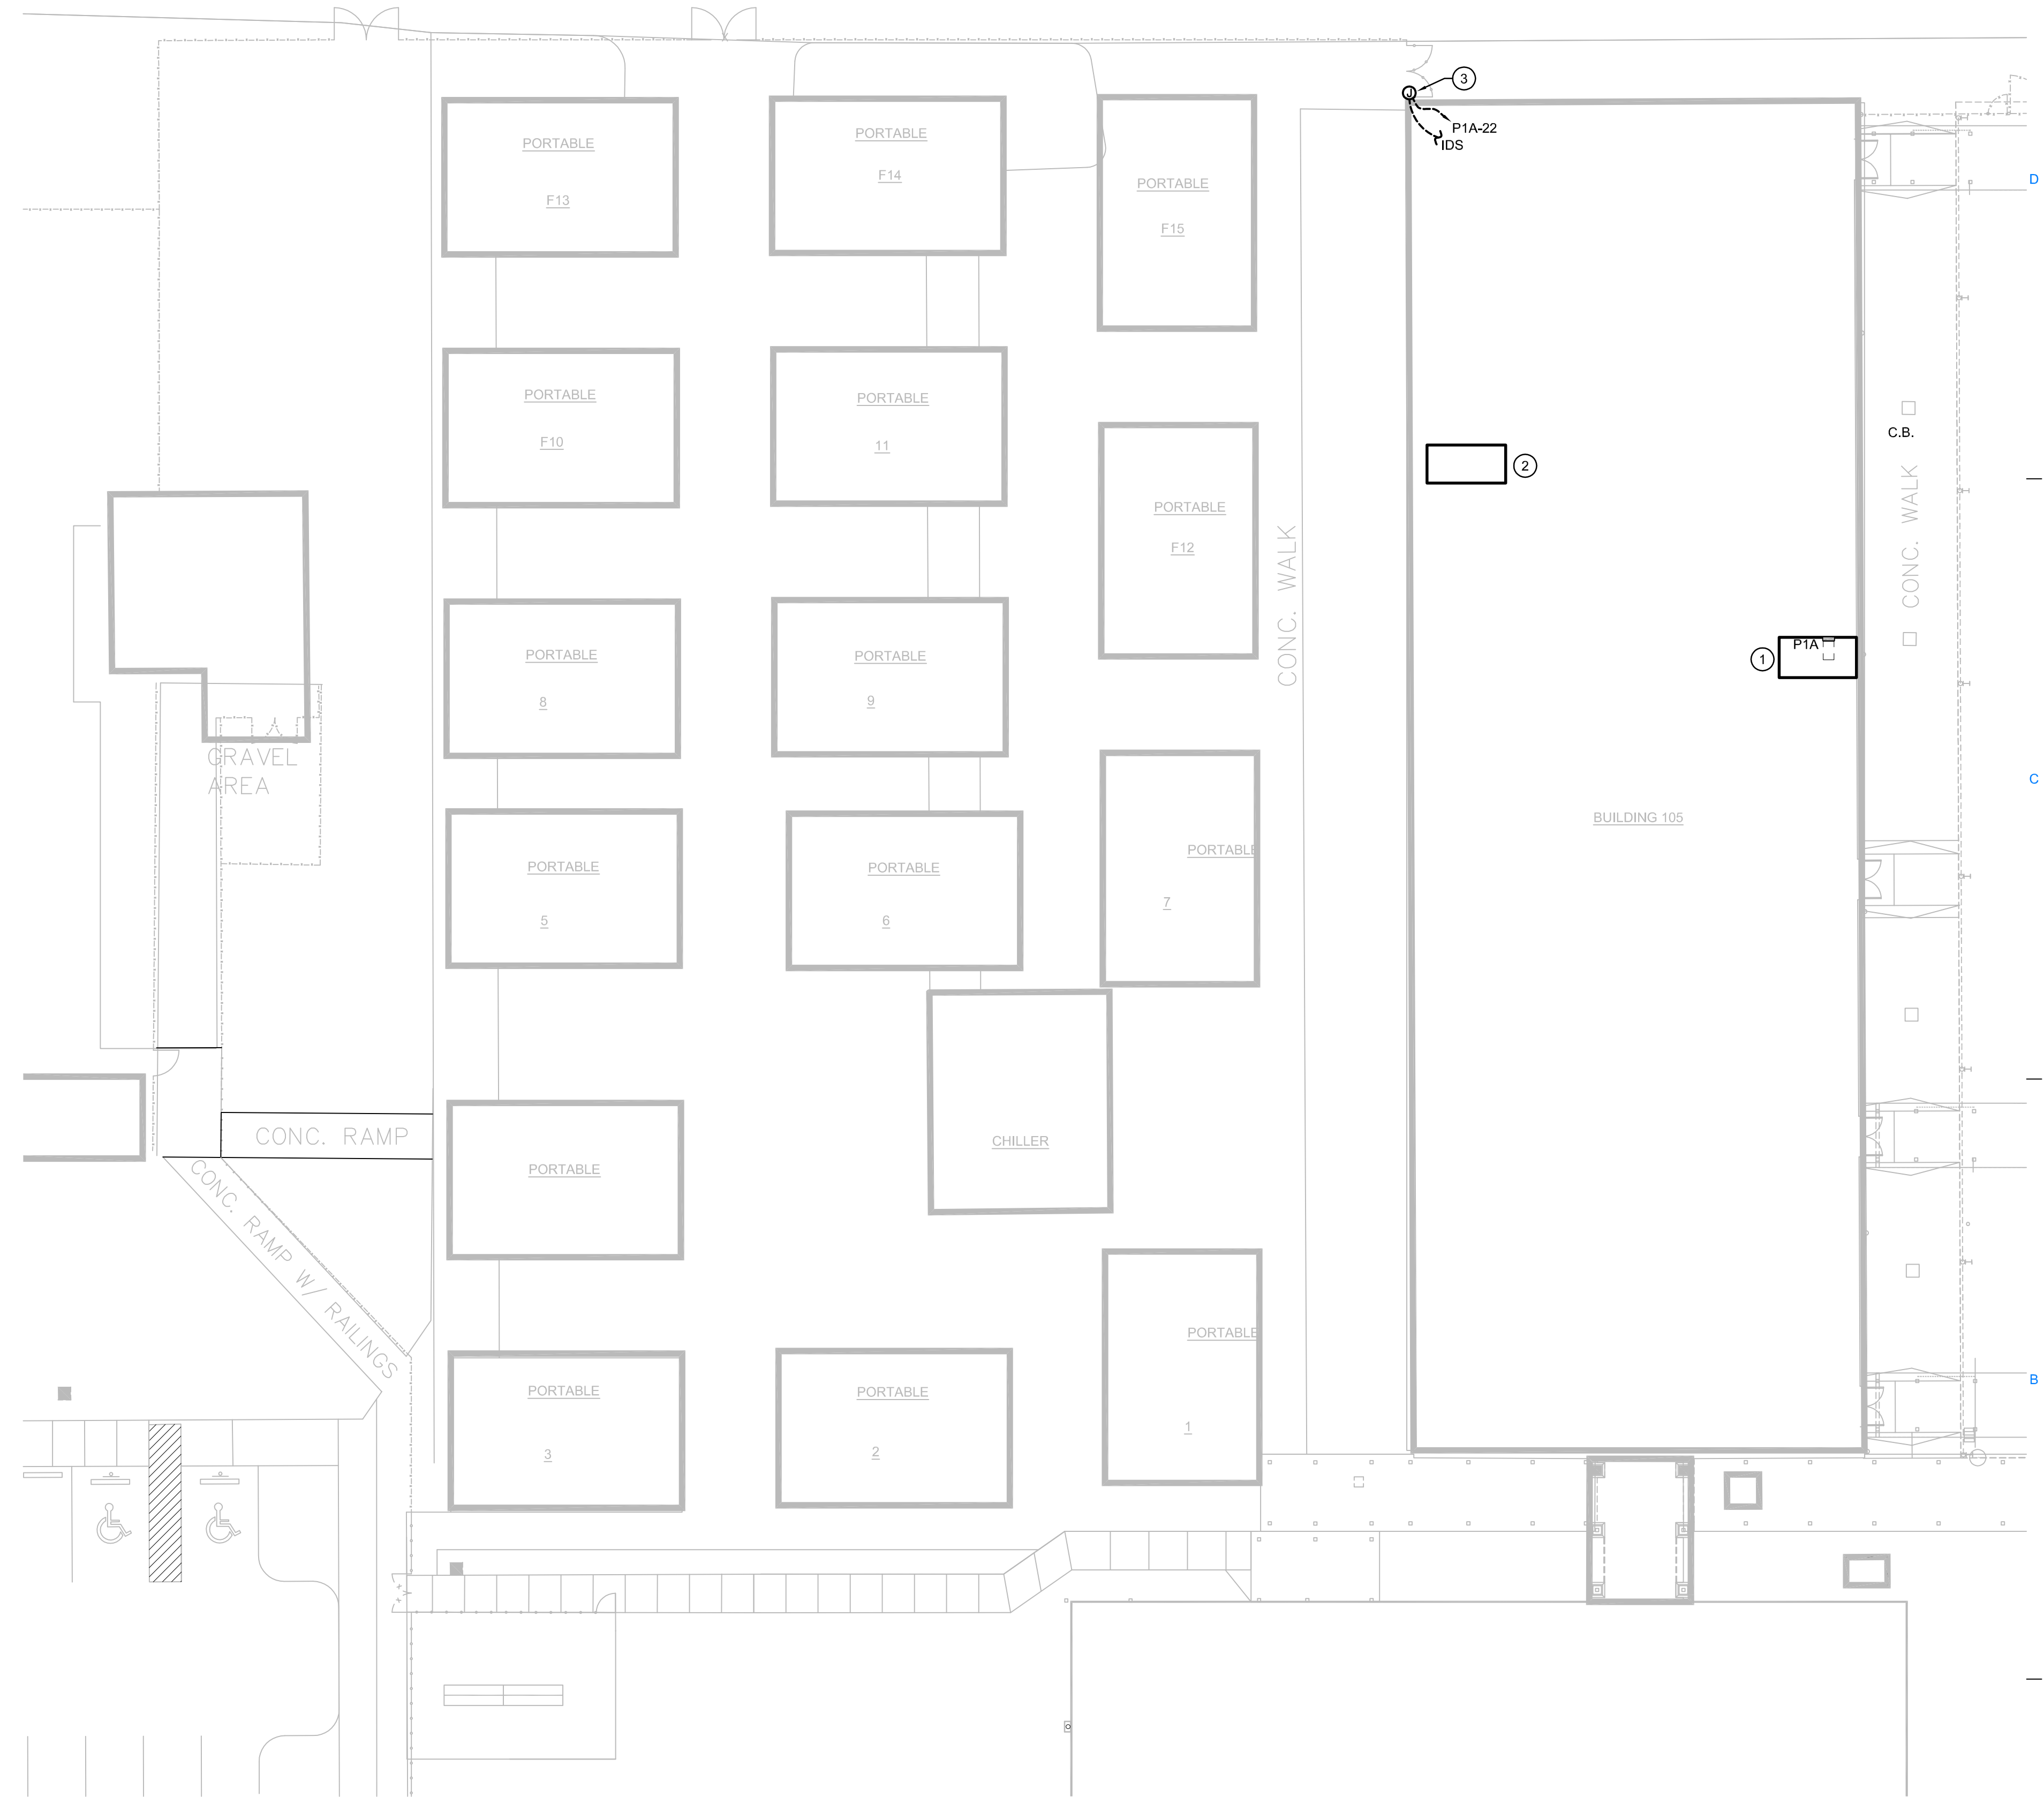 3
J
P1A-22
IDS
PORTABLE
F13
PORTABLE
F14
PORTABLE
F15
D
PORTABLE
F10
PORTABLE
11
C.B.
2
PORTABLE
F12
CONC. WALK
CONC. WALK
PORTABLE
8
PORTABLE
9
P1A
1
GRAVEL
AREA
C
BUILDING 105
PORTABLE
5
PORTABLE
6
PORTABLE
7
CONC. RAMP
CHILLER
PORTABLE
CONC. RAMP W/ RAILINGS
PORTABLE
1
PORTABLE
3
PORTABLE
2
B